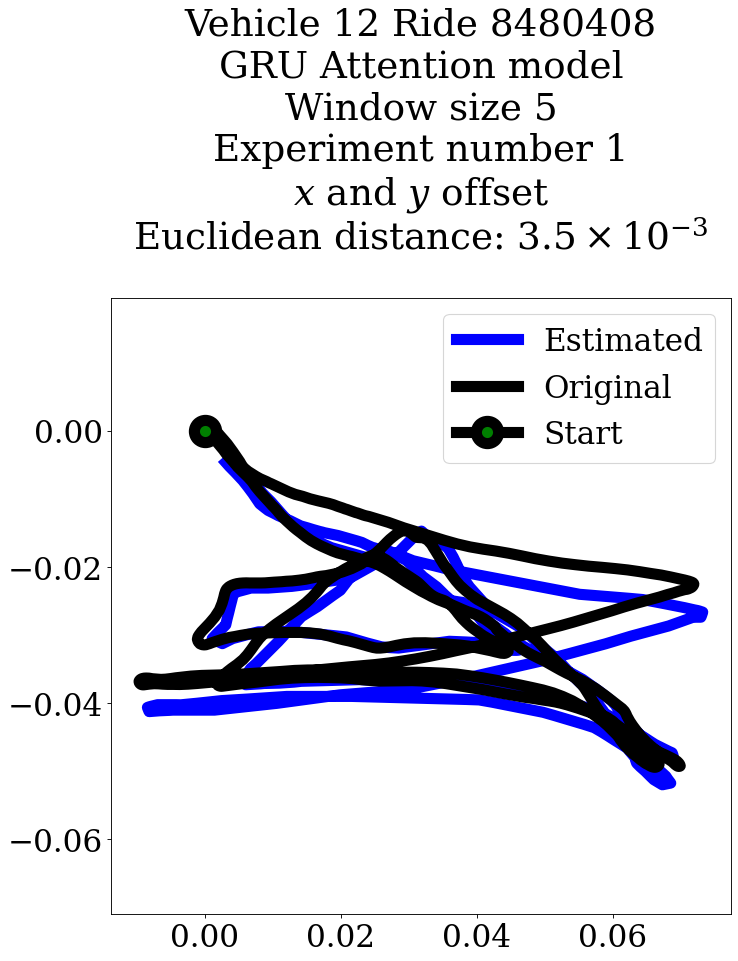 Vehicle 12 Ride 8480408
GRU Attention model
Window size 5
Experiment number 1
x and y offset
Euclidean distance: 3.5 × 10⁻³
Estimated
Original
Start
0.00
−0.02
−0.04
−0.06
0.00 0.02 0.04 0.06